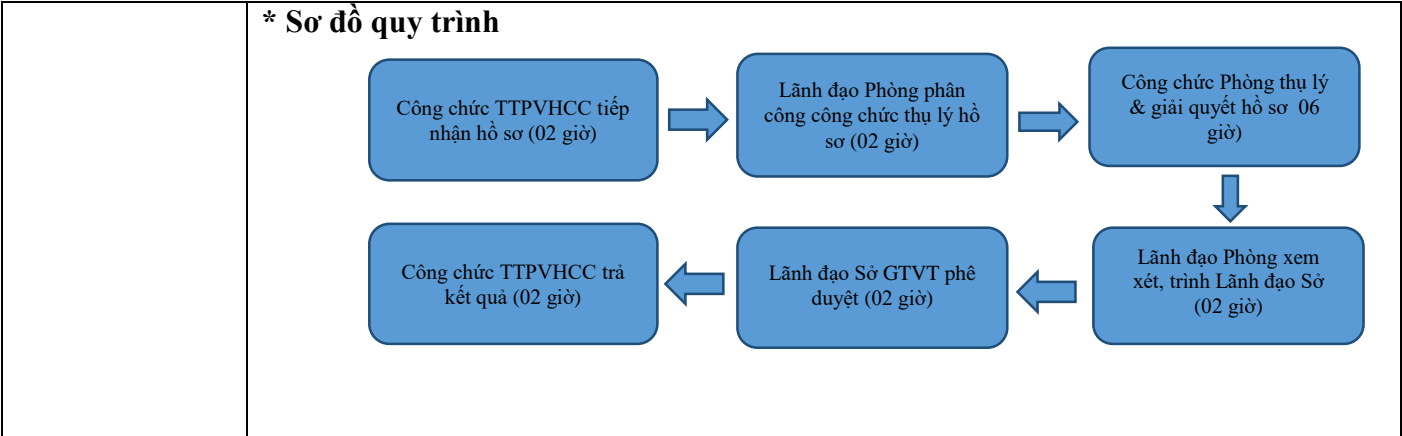 * Sơ đồ quy trình
Công chức TTPVHCC tiếp
nhận hồ sơ (02 giờ)
Lãnh đạo Phòng phân
công công chức thụ lý hồ
sơ (02 giờ)
Công chức Phòng thụ lý
& giải quyết hồ sơ  06
giờ)
Lãnh đạo Phòng xem
xét, trình Lãnh đạo Sở
(02 giờ)
Lãnh đạo Sở GTVT phê
duyệt (02 giờ)
Công chức TTPVHCC trả
kết quả (02 giờ)